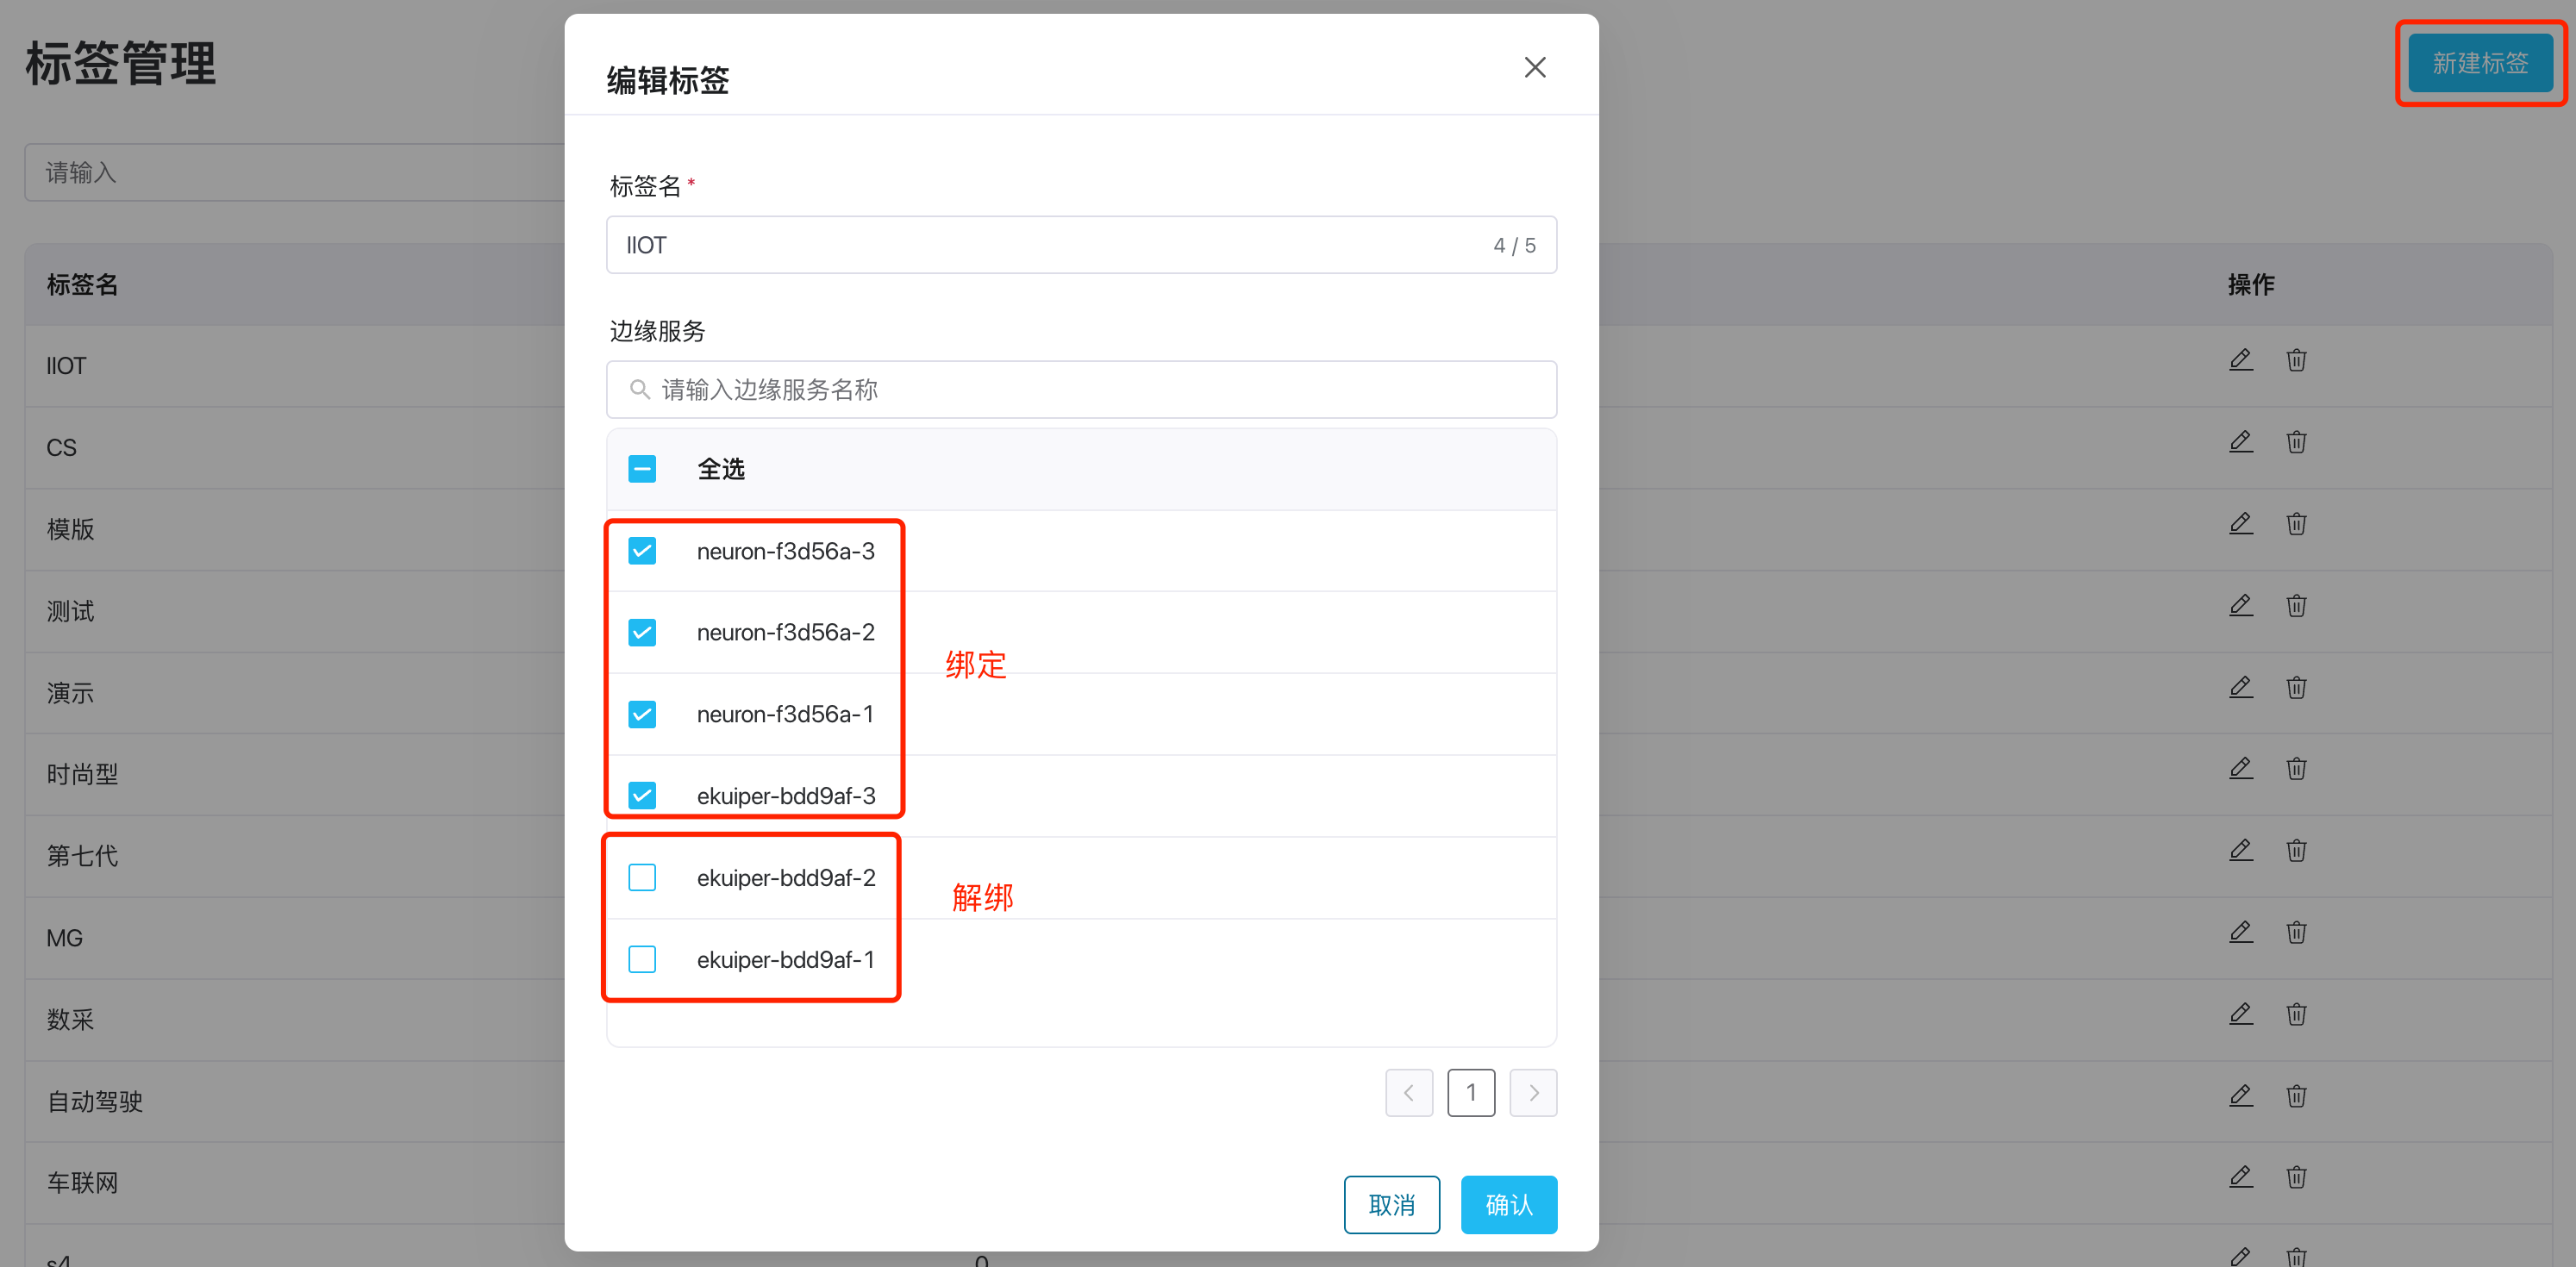 标签管理
新建标签
请输入
标签名
操作
IIOT
CS
模版
测试
演示
时尚型
第七代
MG
数采
自动驾驶
车联网
s4
0
编辑标签
标签名 *
IIOT
4 / 5
边缘服务
请输入边缘服务名称
全选
neuron-f3d56a-3
neuron-f3d56a-2
绑定
neuron-f3d56a-1
ekuiper-bdd9af-3
ekuiper-bdd9af-2
解绑
ekuiper-bdd9af-1
1
取消
确认